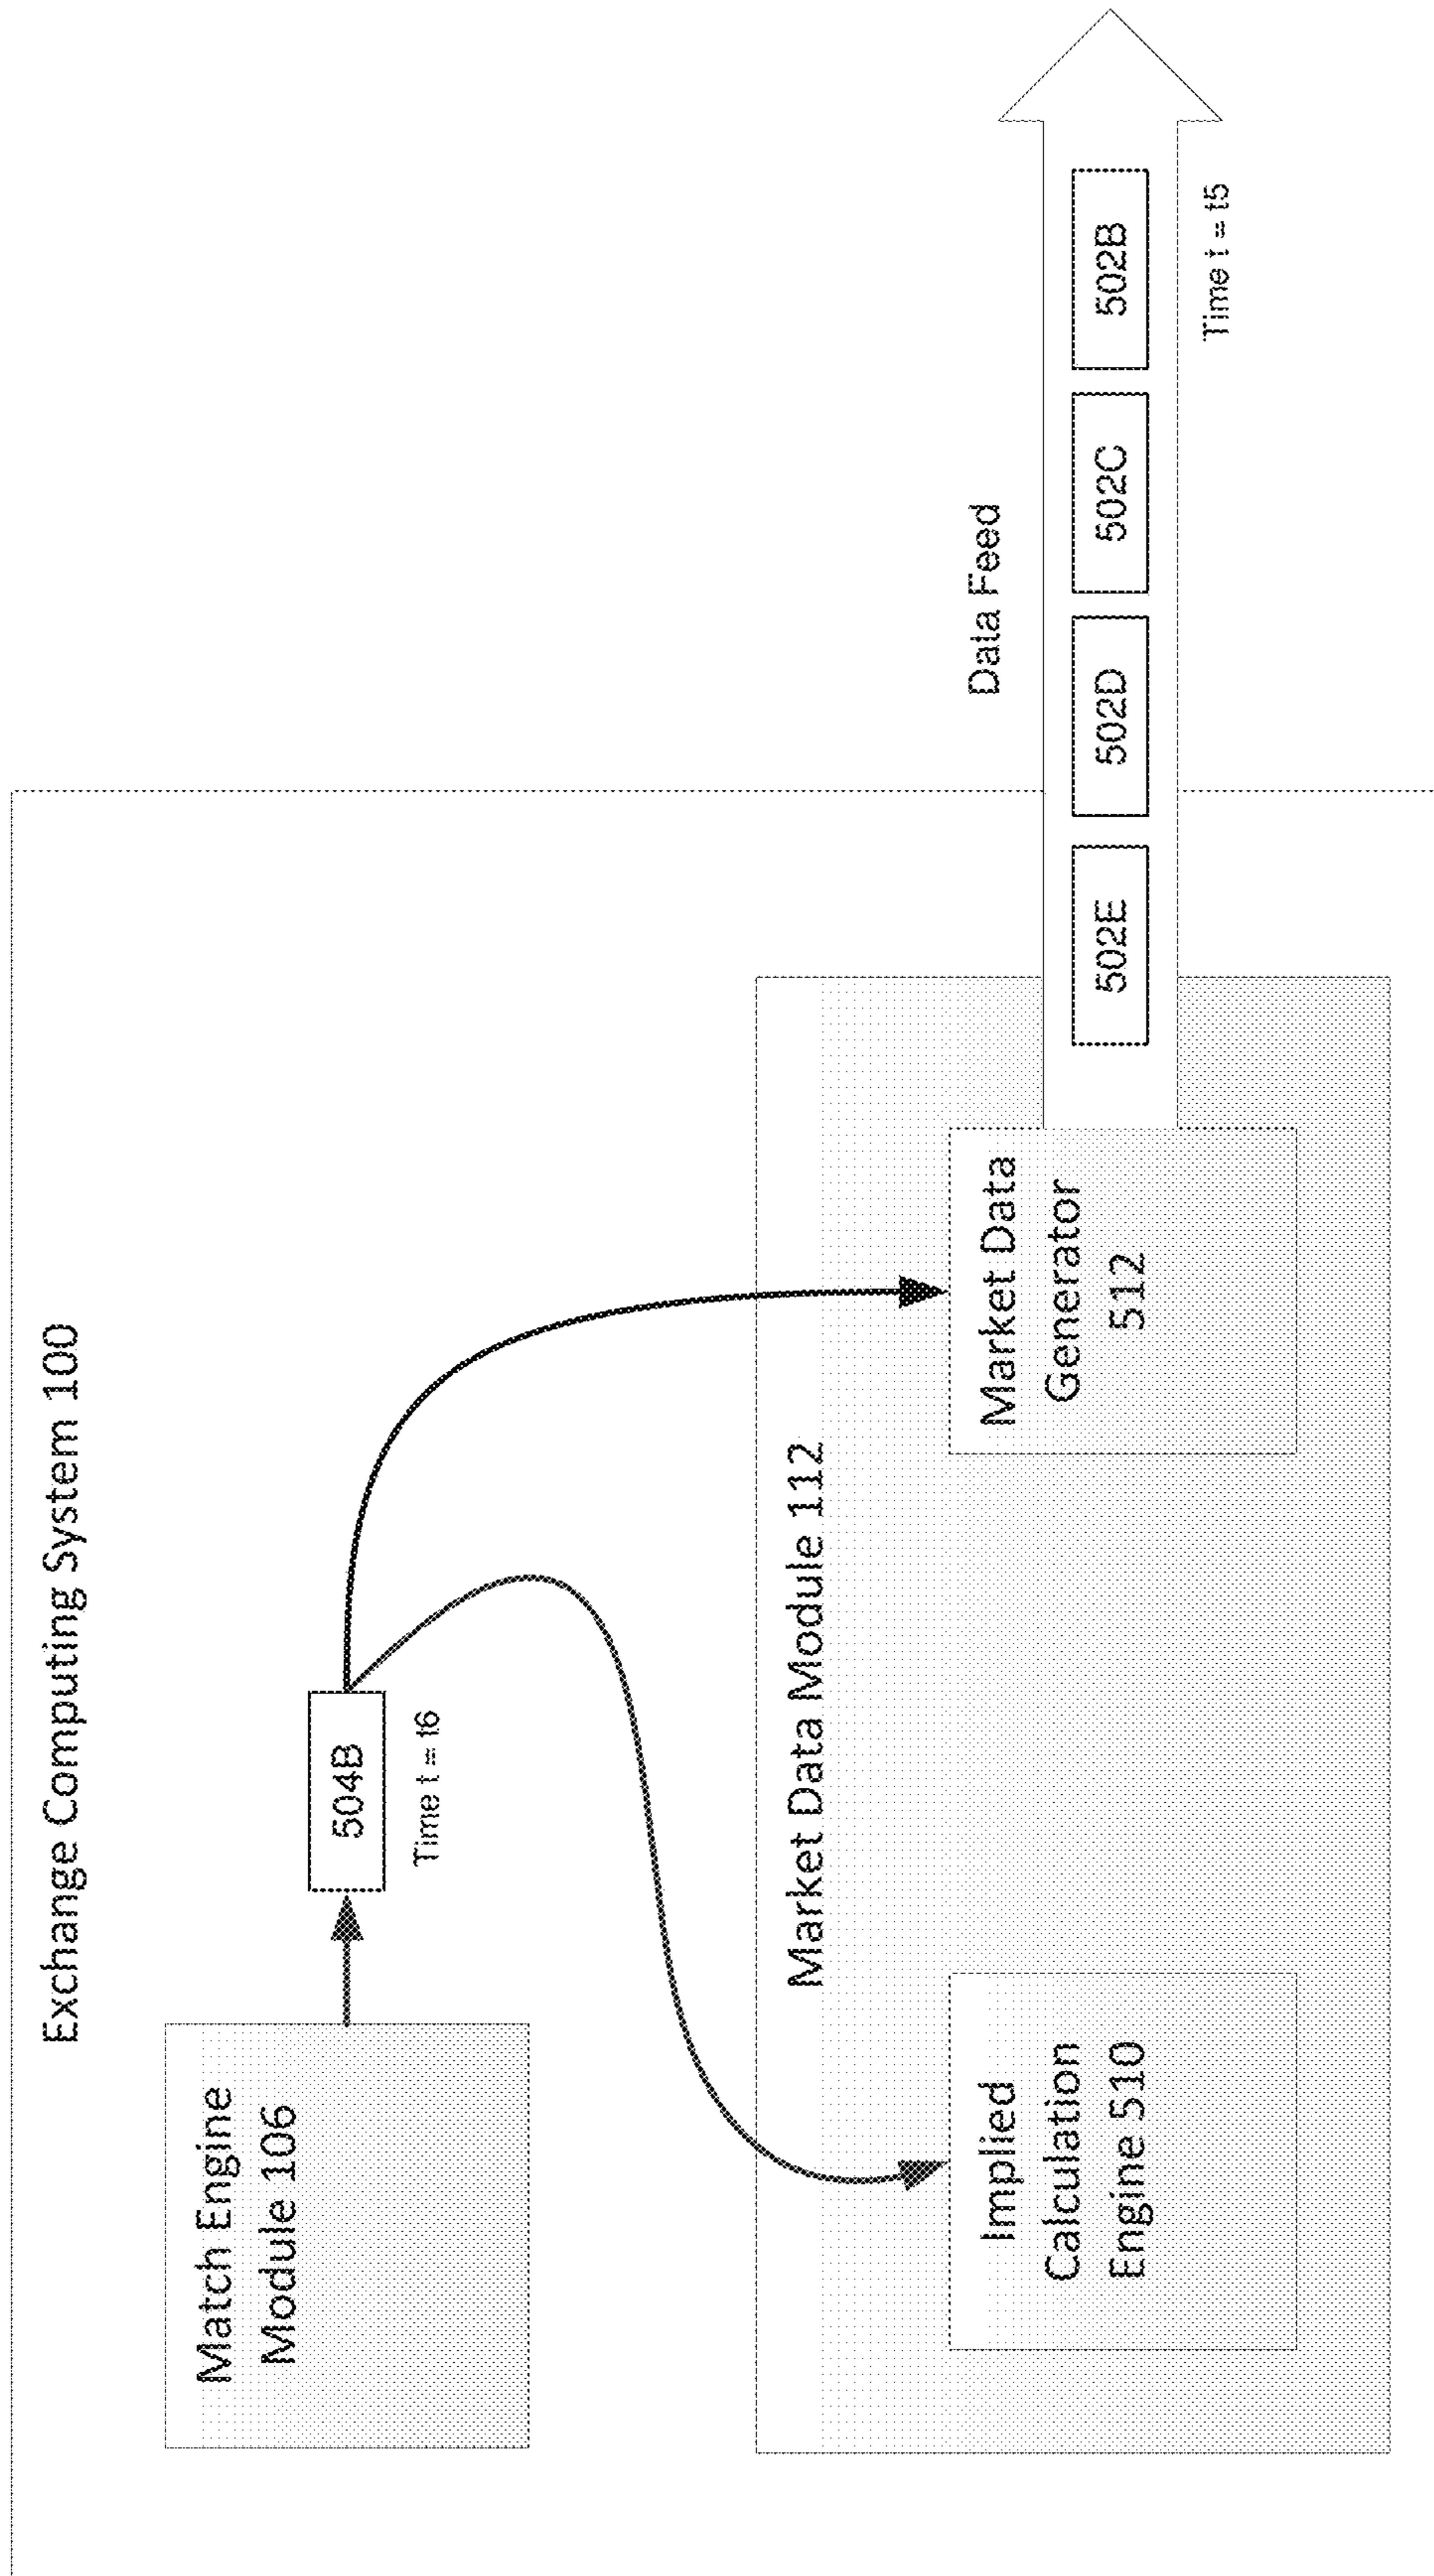 Exchange Computing System 100
Match Engine
Module 106
504B
Time t = t6
Market Data Module 112
Implied
Calculation
Engine 510
Market Data
Generator
512
Data Feed
502E
502D
502C
502B
Time t = t5